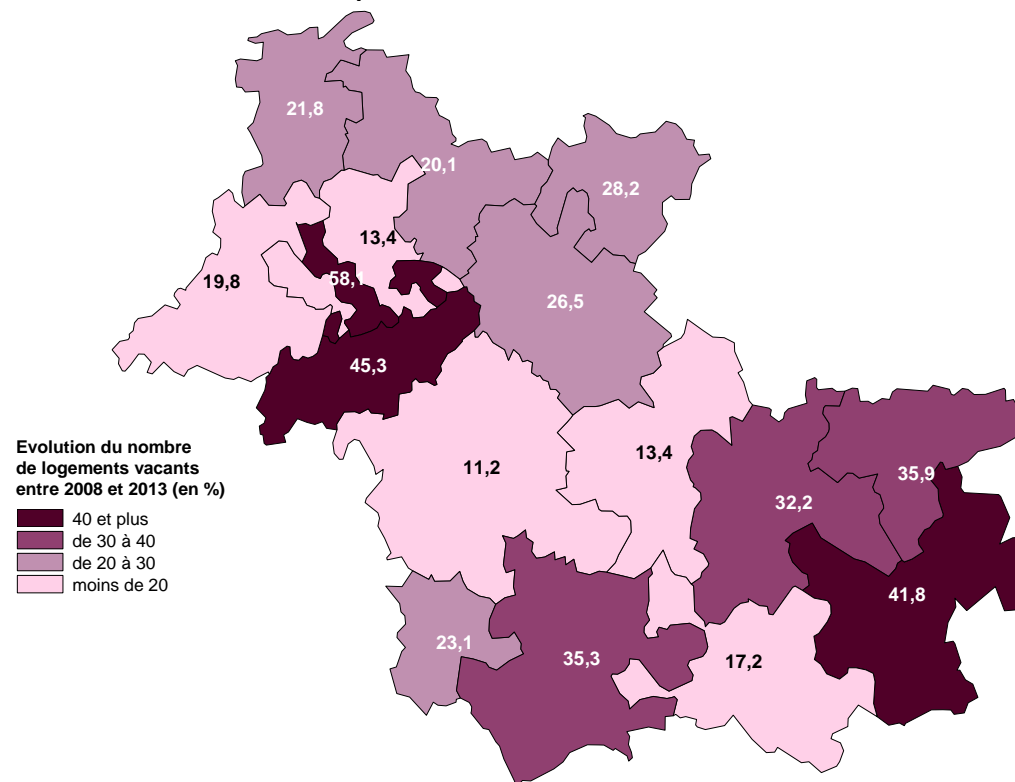 21,8
20,1
28,2
13,4
19,8
58,1
26,5
45,3
Evolution du nombre
de logements vacants
entre 2008 et 2013 (en %)
40 et plus
de 30 à 40
de 20 à 30
moins de 20
11,2
13,4
35,9
32,2
41,8
23,1
35,3
17,2